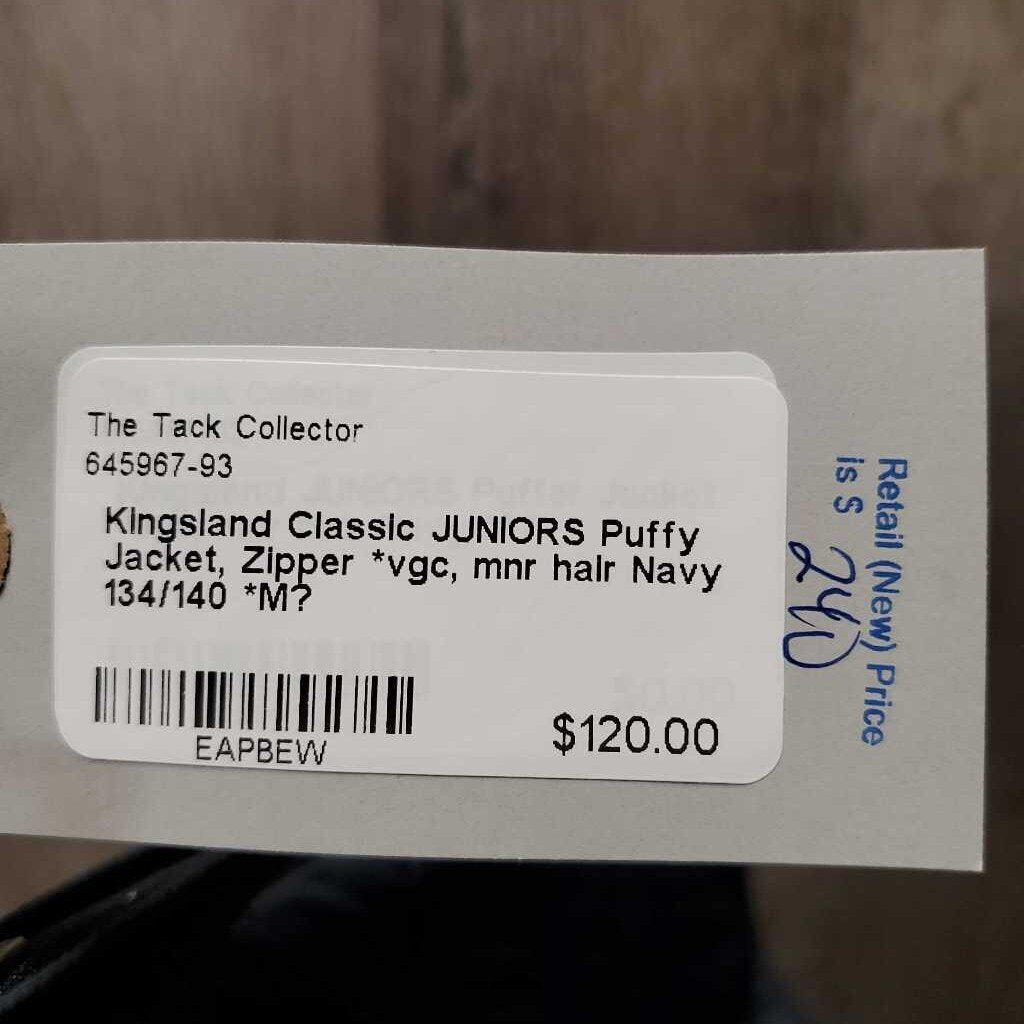 The Tack Collector
645967-93
Kingsland Classic JUNIORS Puffy
Jacket, Zipper *vgc, mnr hair Navy
134/140 *M?
EAPBEW
$120.00
Retail (New) Price
is $ 240